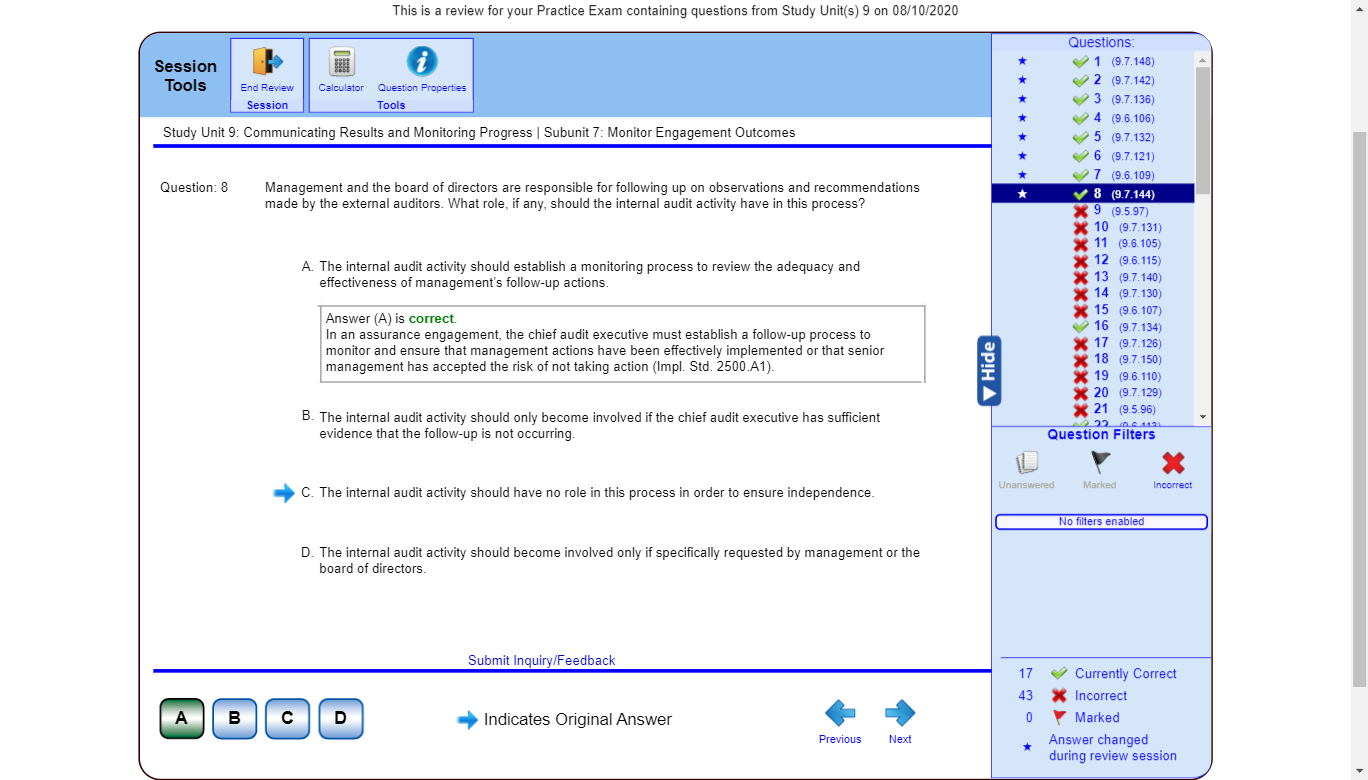 This is a review for your Practice Exam containing questions from Study Unit(s) 9 on 08/10/2020
Session
Tools
End Review
Session
Calculator
Question Properties
Tools
Study Unit 9: Communicating Results and Monitoring Progress | Subunit 7: Monitor Engagement Outcomes
Question: 8
Management and the board of directors are responsible for following up on observations and recommendations
made by the external auditors. What role, if any, should the internal audit activity have in this process?
A. The internal audit activity should establish a monitoring process to review the adequacy and
effectiveness of management's follow-up actions.
Answer (A) is correct.
In an assurance engagement, the chief audit executive must establish a follow-up process to
monitor and ensure that management actions have been effectively implemented or that senior
management has accepted the risk of not taking action (Impl. Std. 2500.A1).
B. The internal audit activity should only become involved if the chief audit executive has sufficient
evidence that the follow-up is not occurring.
C. The internal audit activity should have no role in this process in order to ensure independence.
D. The internal audit activity should become involved only if specifically requested by management or the
board of directors.
Submit Inquiry/Feedback
A B C D
Indicates Original Answer
Previous
Next
Questions:
1 (9.7.148)
2 (9.7.142)
3 (9.7.136)
4 (9.6.106)
5 (9.7.132)
6 (9.7.121)
7 (9.6.109)
8 (9.7.144)
9 (9.5.97)
10 (9.7.131)
11 (9.6.105)
12 (9.6.115)
13 (9.7.140)
14 (9.7.130)
15 (9.6.107)
16 (9.7.134)
17 (9.7.126)
18 (9.7.150)
19 (9.6.110)
20 (9.7.129)
21 (9.5.96)
Hide
Question Filters
Unanswered
Marked
Incorrect
No filters enabled
17 Currently Correct
43 Incorrect
0 Marked
Answer changed
during review session